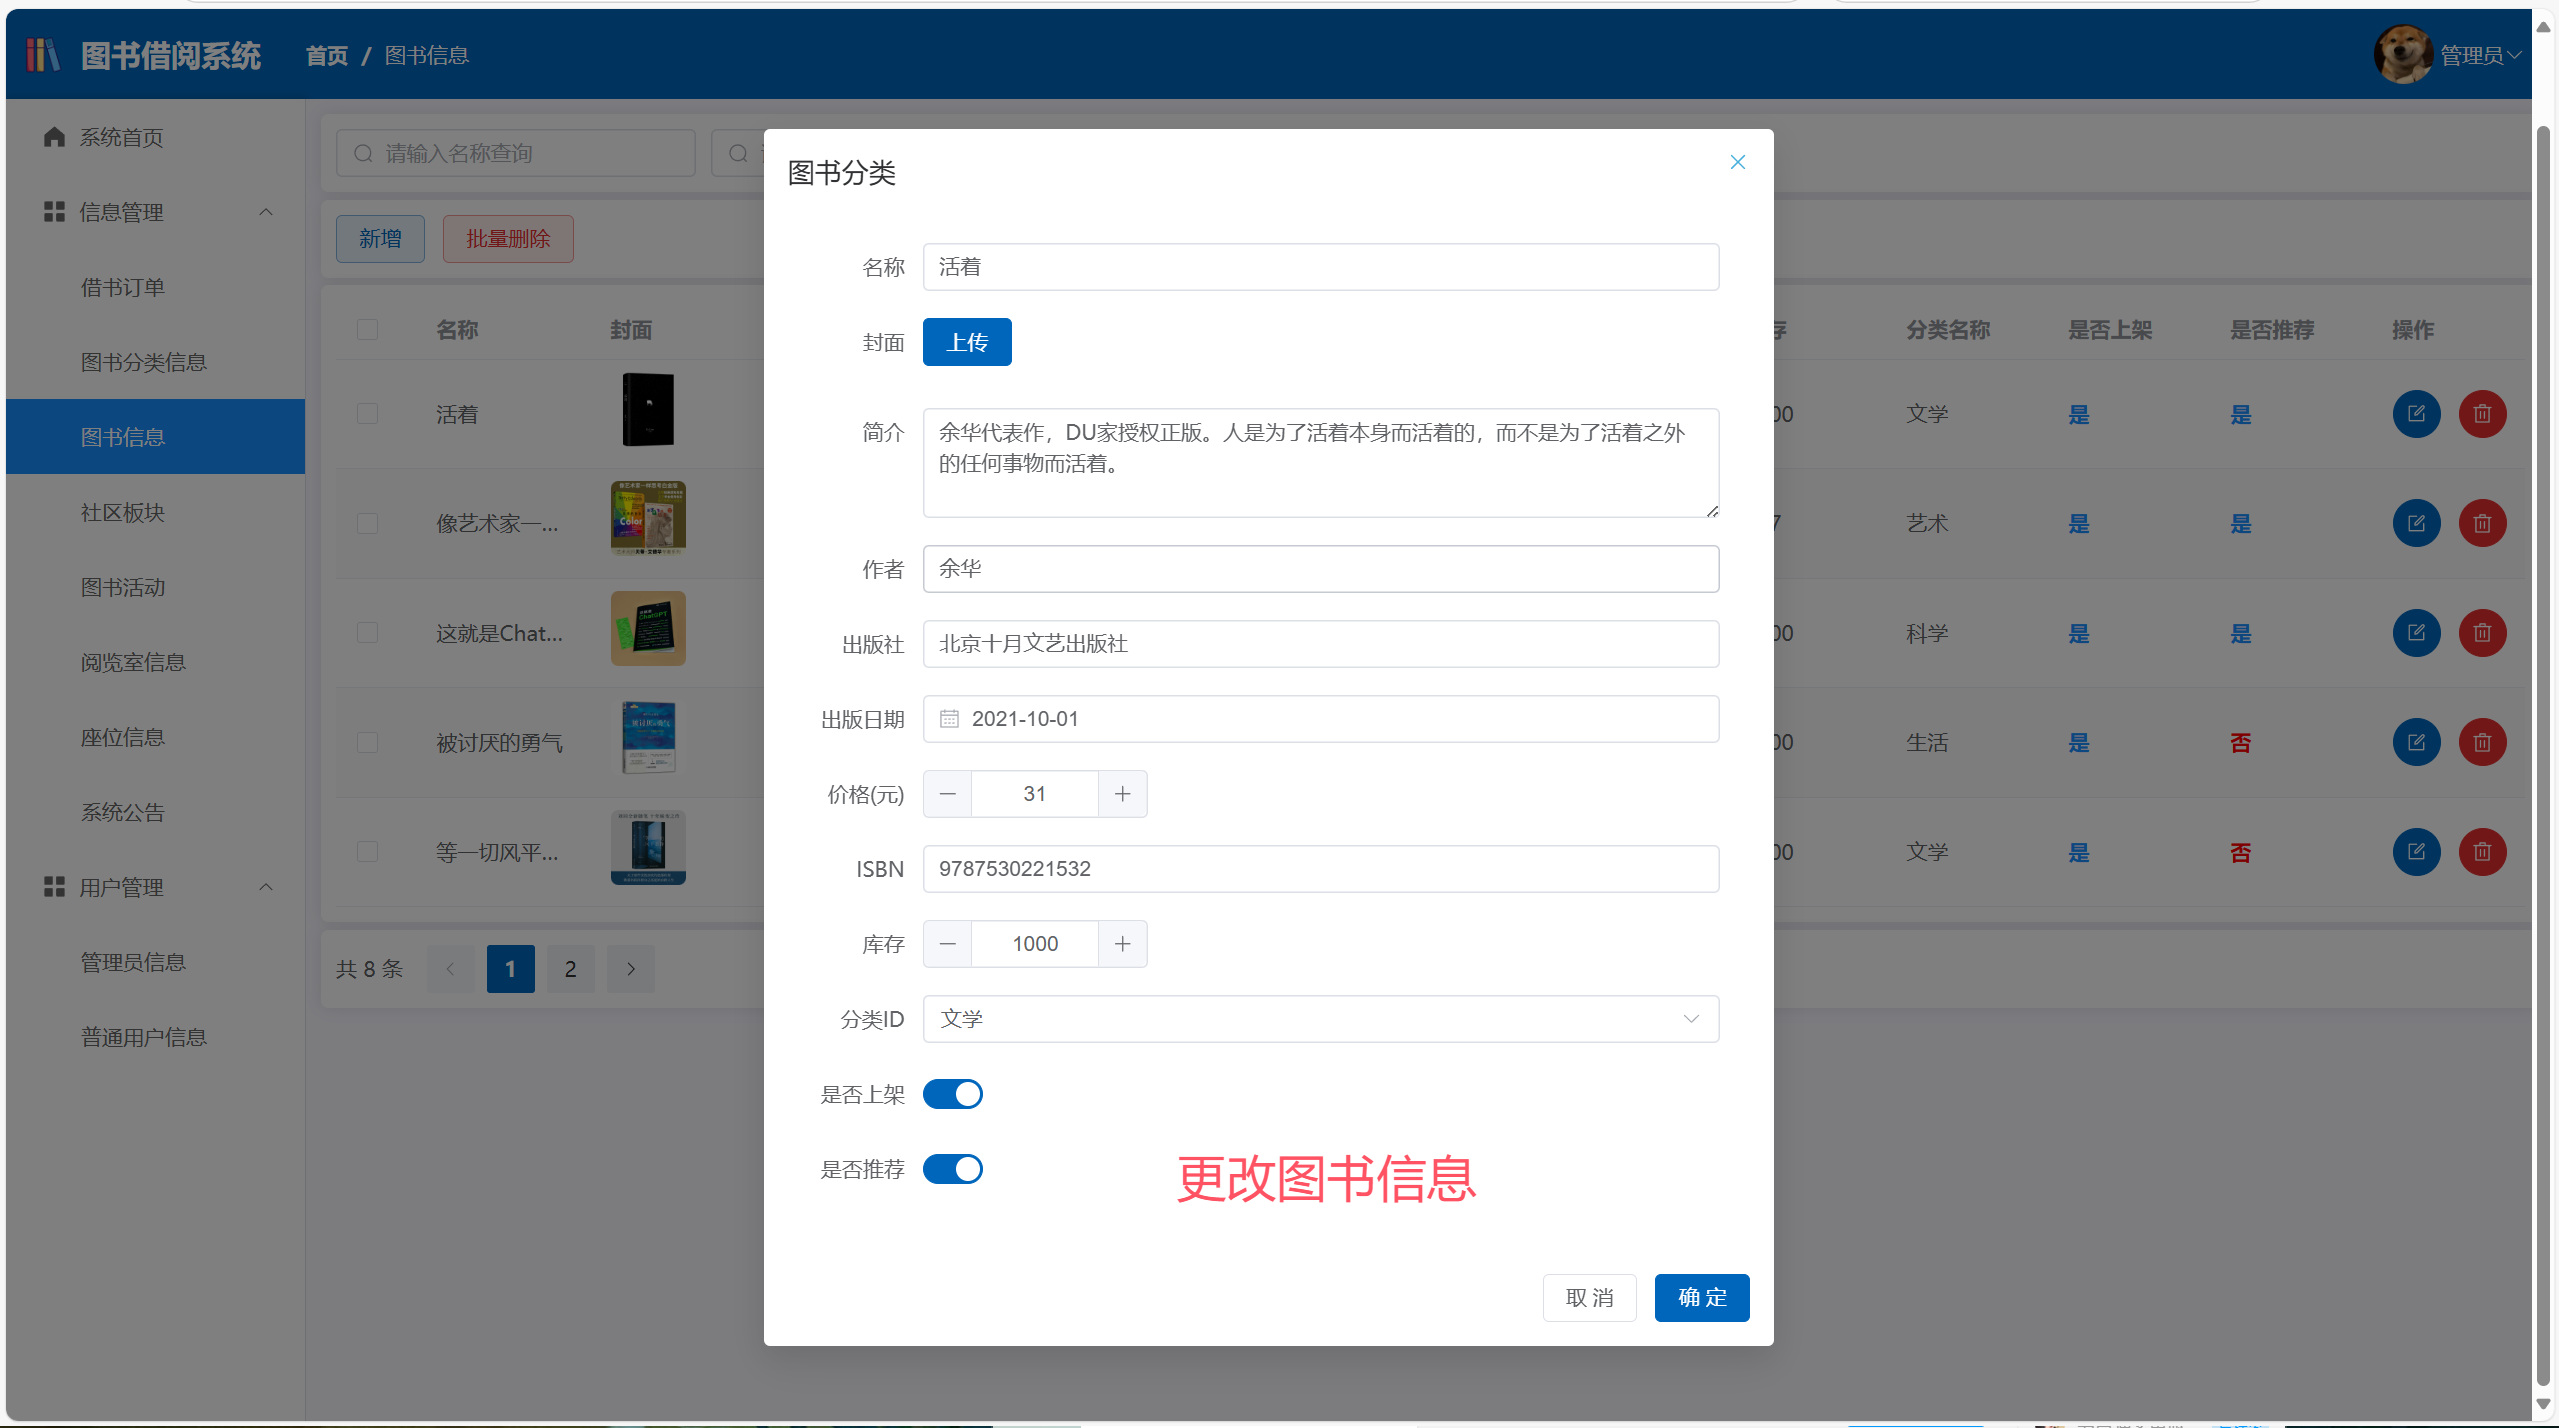 图书借阅系统
首页 / 图书信息
管理员
系统首页
信息管理
借书订单
图书分类信息
图书信息
社区板块
图书活动
阅览室信息
座位信息
系统公告
用户管理
管理员信息
普通用户信息
请输入名称查询
新增 批量删除
名称 封面 分类名称 是否上架 是否推荐 操作
活着 文学 是 是
像艺术家一... 艺术 是 是
这就是Chat... 科学 是 是
被讨厌的勇气 生活 是 否
等一切风平... 文学 是 否
共 8 条 1 2
图书分类
名称 活着
封面 上传
简介 余华代表作，DU家授权正版。人是为了活着本身而活着的，而不是为了活着之外
的任何事物而活着。
作者 余华
出版社 北京十月文艺出版社
出版日期 2021-10-01
价格(元) 31
ISBN 9787530221532
库存 1000
分类ID 文学
是否上架
是否推荐
更改图书信息
取 消 确 定